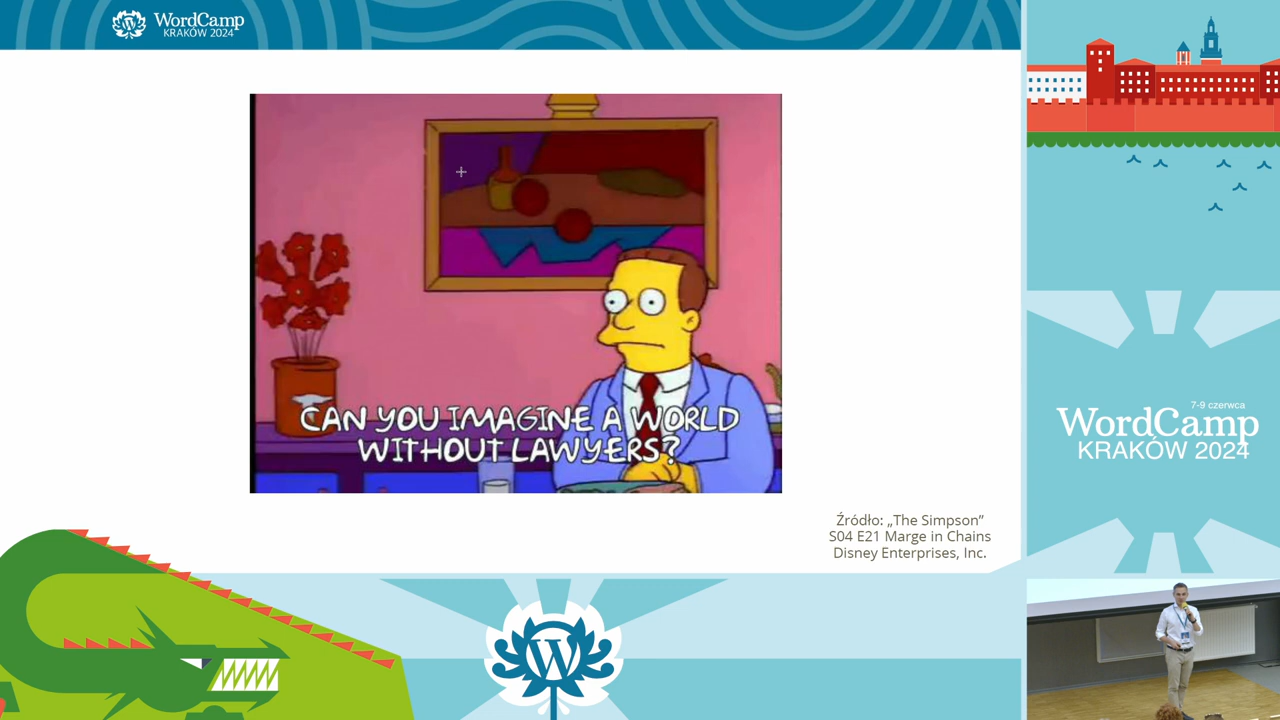 WordCamp
KRAKÓW 2024
CAN YOU IMAGINE A WORLD
WITHOUT LAWYERS?
Źródło: „The Simpson”
S04 E21 Marge in Chains
Disney Enterprises, Inc.
W
7-9 czerwca
WordCamp
KRAKÓW 2024